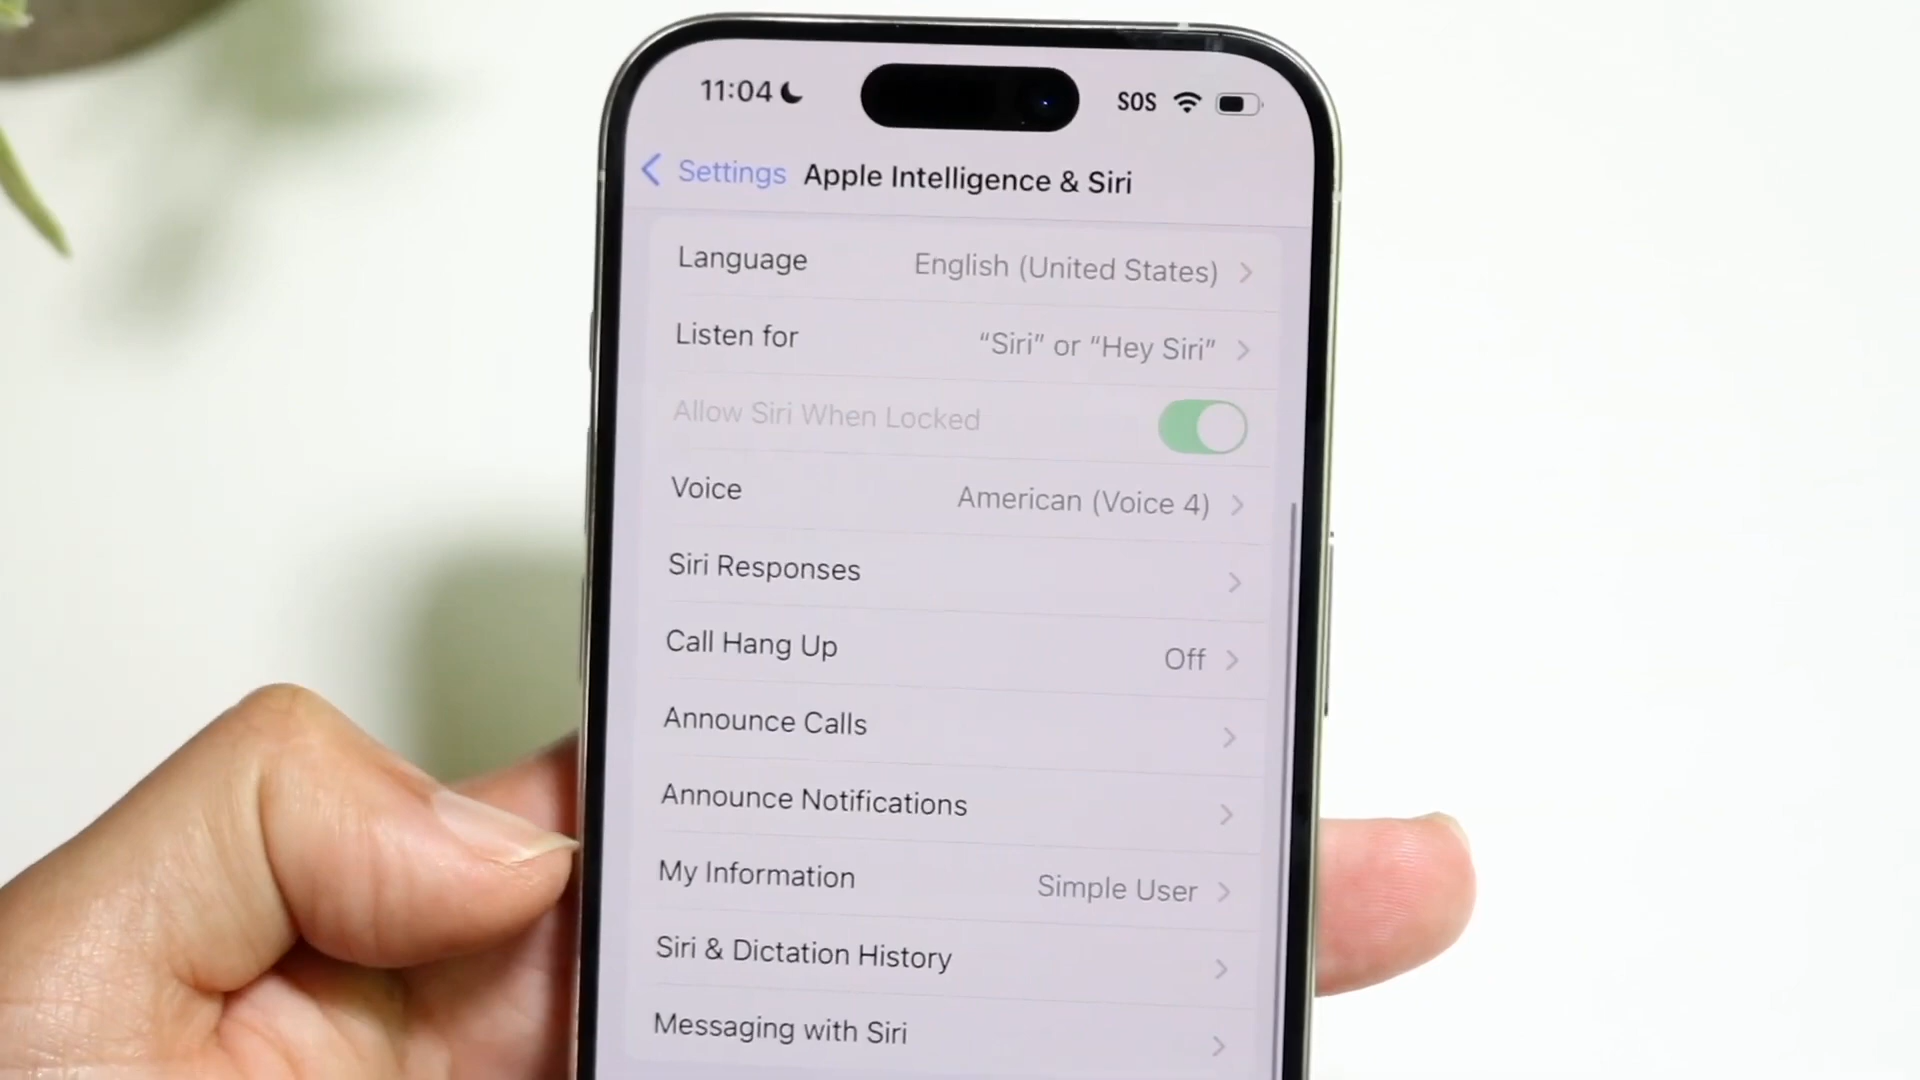 11:04 SOS
Settings Apple Intelligence & Siri
Language English (United States)
Listen for “Siri” or “Hey Siri”
Allow Siri When Locked
Voice American (Voice 4)
Siri Responses
Call Hang Up Off
Announce Calls
Announce Notifications
My Information Simple User
Siri & Dictation History
Messaging with Siri